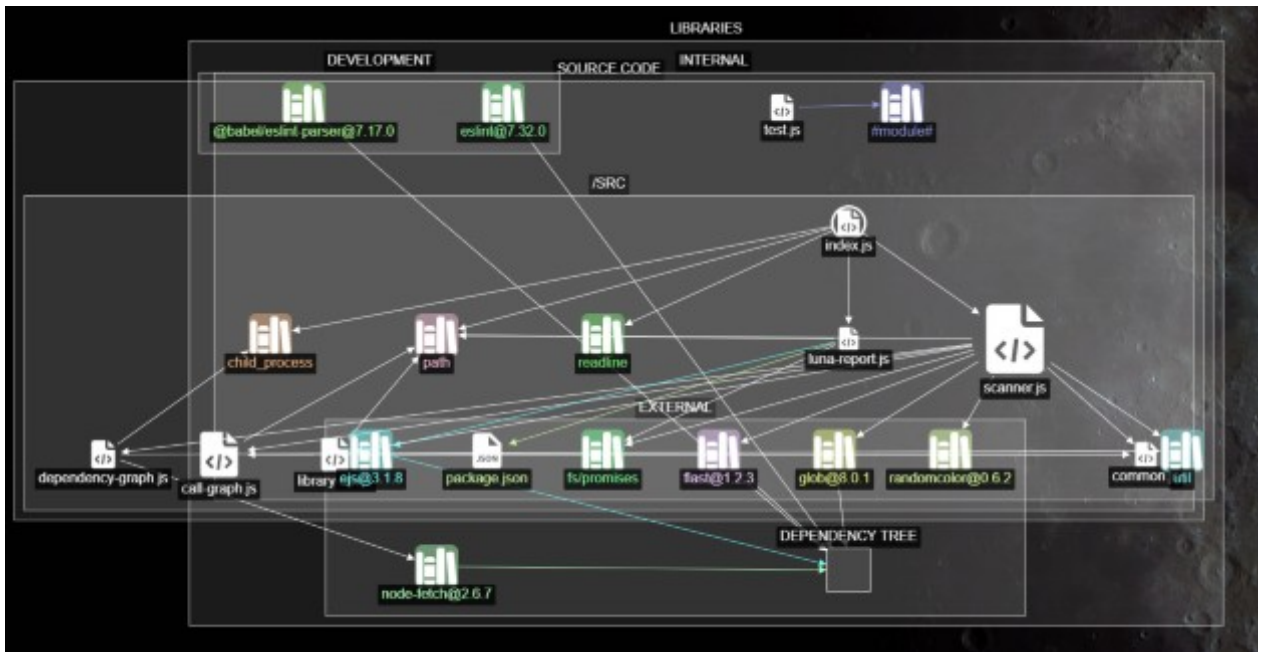 LIBRARIES
DEVELOPMENT
SOURCE CODE
INTERNAL
@babel/eslint-parser@7.17.0
eslint@7.32.0
test.js
#module#
/SRC
index.js
child_process
path
readline
luna-report.js
scanner.js
EXTERNAL
dependency-graph.js
call-graph.js
library
ejs@3.1.8
package.json
fs/promises
flast@1.2.3
glob@8.0.1
randomcolor@0.6.2
common
util
JSON
DEPENDENCY TREE
node-fetch@2.6.7